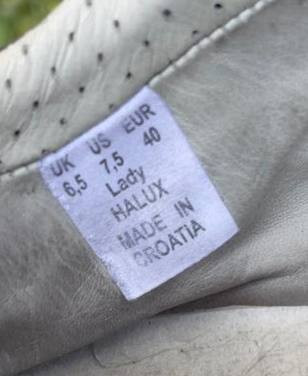 UK US EUR
6,5 7,5 40
Lady
HALUX
MADE IN
CROATIA